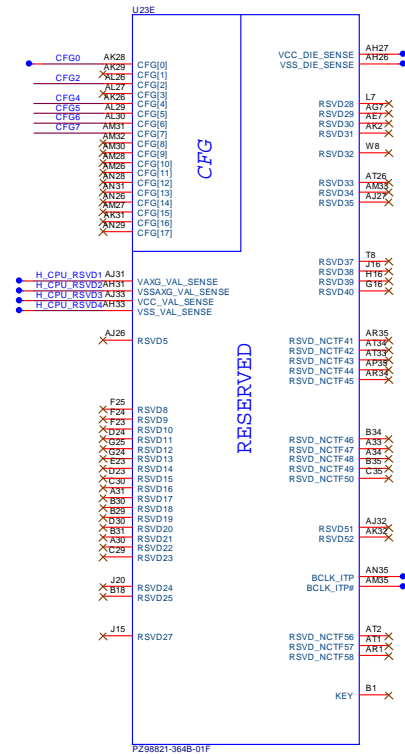 U23E
CFG0 AK28 CFG[0]
AK29 CFG[1]
CFG2 AL26 CFG[2]
AL27 CFG[3]
CFG4 AK26 CFG[4]
CFG5 AL29 CFG[5]
CFG6 AL30 CFG[6]
CFG7 AM31 CFG[7]
AM32 CFG[8]
AM30 CFG[9]
AM28 CFG[10]
AM26 CFG[11]
AN28 CFG[12]
AN31 CFG[13]
AN26 CFG[14]
AM27 CFG[15]
AK31 CFG[16]
AN29 CFG[17]
CFG
H_CPU_RSVD1 AJ31 VAXG_VAL_SENSE
H_CPU_RSVD2 AH31 VSSAXG_VAL_SENSE
H_CPU_RSVD3 AJ33 VCC_VAL_SENSE
H_CPU_RSVD4 AH33 VSS_VAL_SENSE
AJ26 RSVD5
RESERVED
F25 RSVD8
F24 RSVD9
F23 RSVD10
D24 RSVD11
G25 RSVD12
G24 RSVD13
E23 RSVD14
D23 RSVD15
C30 RSVD16
A31 RSVD17
B30 RSVD18
B29 RSVD19
D30 RSVD20
B31 RSVD21
A30 RSVD22
C29 RSVD23
J20 RSVD24
B18 RSVD25
J15 RSVD27
VCC_DIE_SENSE AH27
VSS_DIE_SENSE AH26
RSVD28 L7
RSVD29 AG7
RSVD30 AE7
RSVD31 AK2
RSVD32 W8
RSVD33 AT26
RSVD34 AM33
RSVD35 AJ27
RSVD37 T8
RSVD38 J16
RSVD39 H16
RSVD40 G16
RSVD_NCTF41 AR35
RSVD_NCTF42 AT34
RSVD_NCTF43 AT33
RSVD_NCTF44 AP35
RSVD_NCTF45 AR34
RSVD_NCTF46 B34
RSVD_NCTF47 A33
RSVD_NCTF48 A34
RSVD_NCTF49 B35
RSVD_NCTF50 C35
RSVD51 AJ32
RSVD52 AK32
BCLK_ITP AN35
BCLK_ITP# AM35
RSVD_NCTF56 AT2
RSVD_NCTF57 AT1
RSVD_NCTF58 AR1
KEY B1
PZ98821-364B-01F